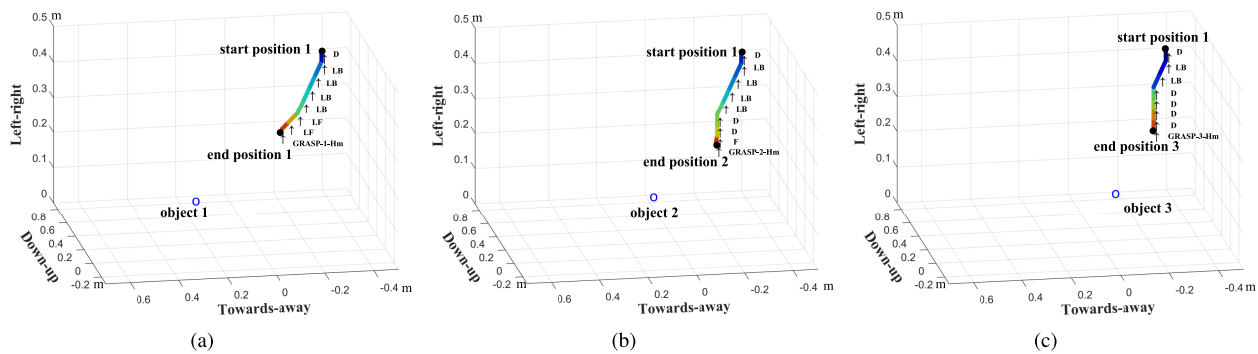 0.5 m
0.4
0.3
0.2
0.1
0
Left-right
0.8
0.6
0.4
0.2
0
-0.2 m
Down-up
0.6
0.4
0.2
0
-0.2
-0.4 m
Towards-away
start position 1
D
LB
LB
LB
LB
LF
LF
GRASP-1-Hm
end position 1
object 1
(a)
0.5 m
0.4
0.3
0.2
0.1
0
Left-right
0.8
0.6
0.4
0.2
0
-0.2 m
Down-up
0.6
0.4
0.2
0
-0.2
-0.4 m
Towards-away
start position 1
D
LB
LB
LB
LB
D
D
F
GRASP-2-Hm
end position 2
object 2
(b)
0.5 m
0.4
0.3
0.2
0.1
0
Left-right
0.8
0.6
0.4
0.2
0
-0.2 m
Down-up
0.6
0.4
0.2
0
-0.2
-0.4 m
Towards-away
start position 1
D
LB
LB
D
D
D
D
GRASP-3-Hm
end position 3
object 3
(c)